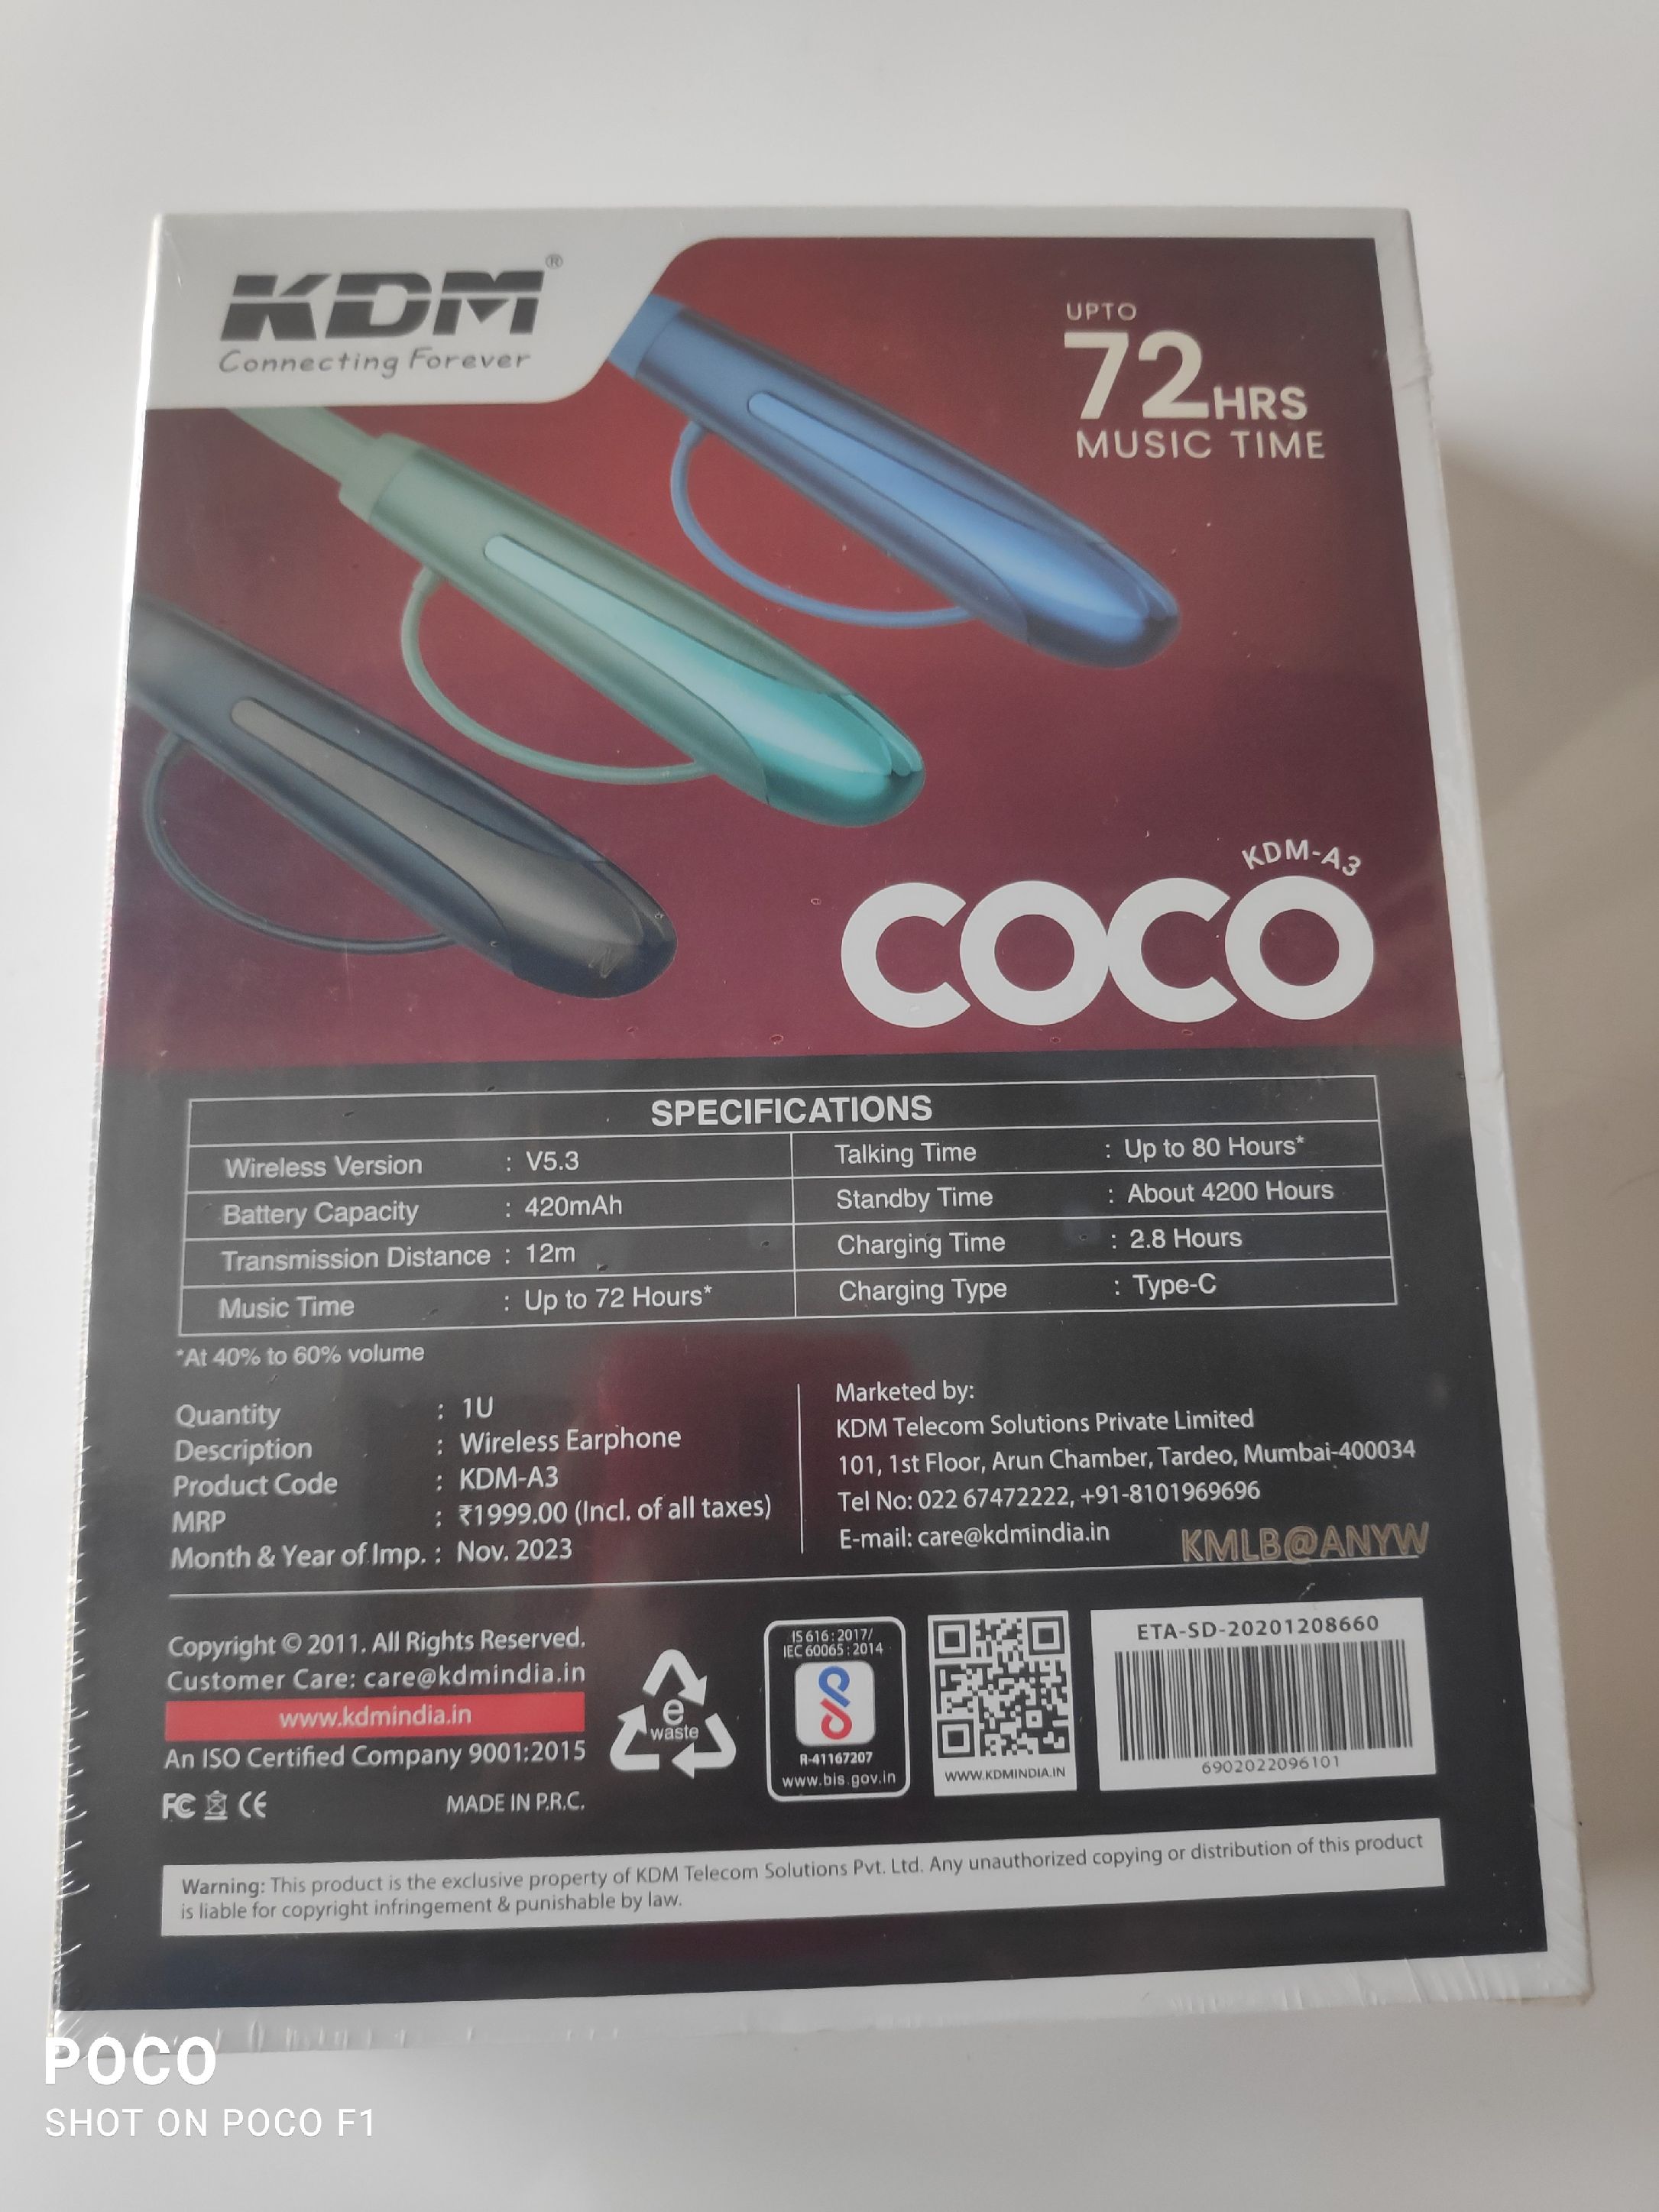 KDM®
Connecting Forever
UPTO
72 HRS
MUSIC TIME
KDM-A3
COCO
SPECIFICATIONS
Wireless Version : V5.3
Talking Time : Up to 80 Hours*
Battery Capacity : 420mAh
Standby Time : About 4200 Hours
Transmission Distance : 12m
Charging Time : 2.8 Hours
Music Time : Up to 72 Hours*
Charging Type : Type-C
*At 40% to 60% volume
Quantity : 1U
Description : Wireless Earphone
Product Code : KDM-A3
MRP : ₹1999.00 (Incl. of all taxes)
Month & Year of Imp. : Nov. 2023
Marketed by:
KDM Telecom Solutions Private Limited
101, 1st Floor, Arun Chamber, Tardeo, Mumbai-400034
Tel No: 022 67472222, +91-8101969696
E-mail: care@kdmindia.in
KMLB@ANYW
Copyright © 2011. All Rights Reserved.
Customer Care: care@kdmindia.in
www.kdmindia.in
An ISO Certified Company 9001:2015
FC CE
MADE IN P.R.C.
e
waste
IS 616:2017/
IEC 60065:2014
R-41167207
www.bis.gov.in
WWW.KDMINDIA.IN
ETA-SD-20201208660
6902022096101
Warning: This product is the exclusive property of KDM Telecom Solutions Pvt. Ltd. Any unauthorized copying or distribution of this product
is liable for copyright infringement & punishable by law.
POCO
SHOT ON POCO F1